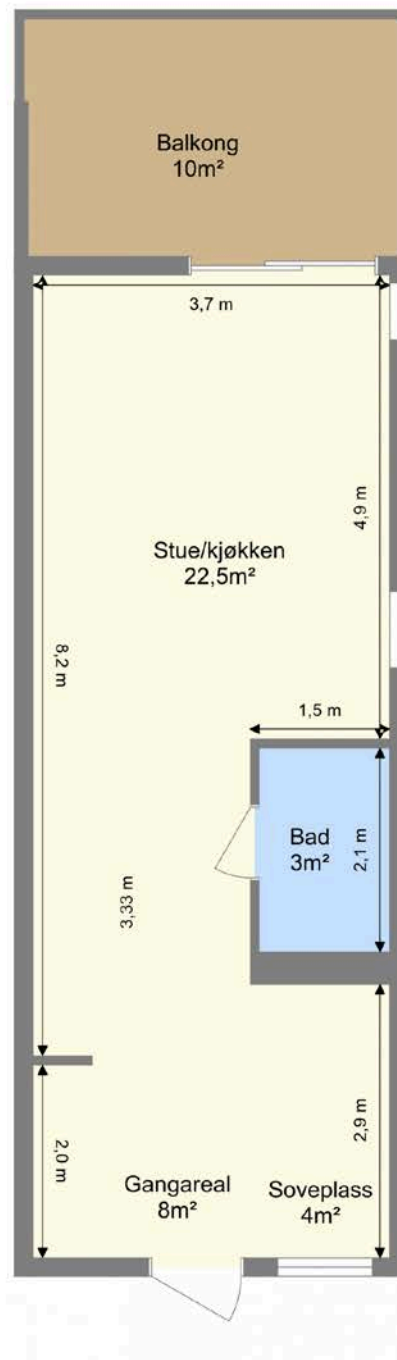 Balkong
10m²
3,7 m
4,9 m
Stue/kjøkken
22,5m²
8,2 m
1,5 m
Bad
3m²
2,1 m
3,33 m
2,9 m
2,0 m
Gangareal
8m²
Soveplass
4m²